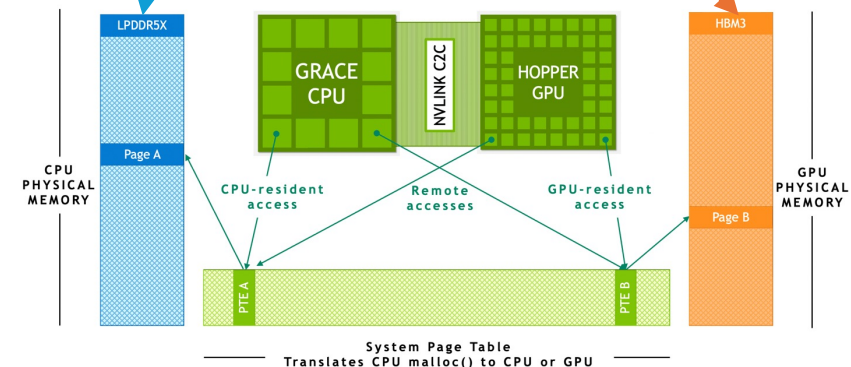 LPDDR5X
HBM3
GRACE
CPU
NVLINK C2C
HOPPER
GPU
Page A
CPU
PHYSICAL
MEMORY
CPU-resident
access
Remote
accesses
GPU-resident
access
Page B
GPU
PHYSICAL
MEMORY
PTE A
PTE B
System Page Table
Translates CPU malloc() to CPU or GPU